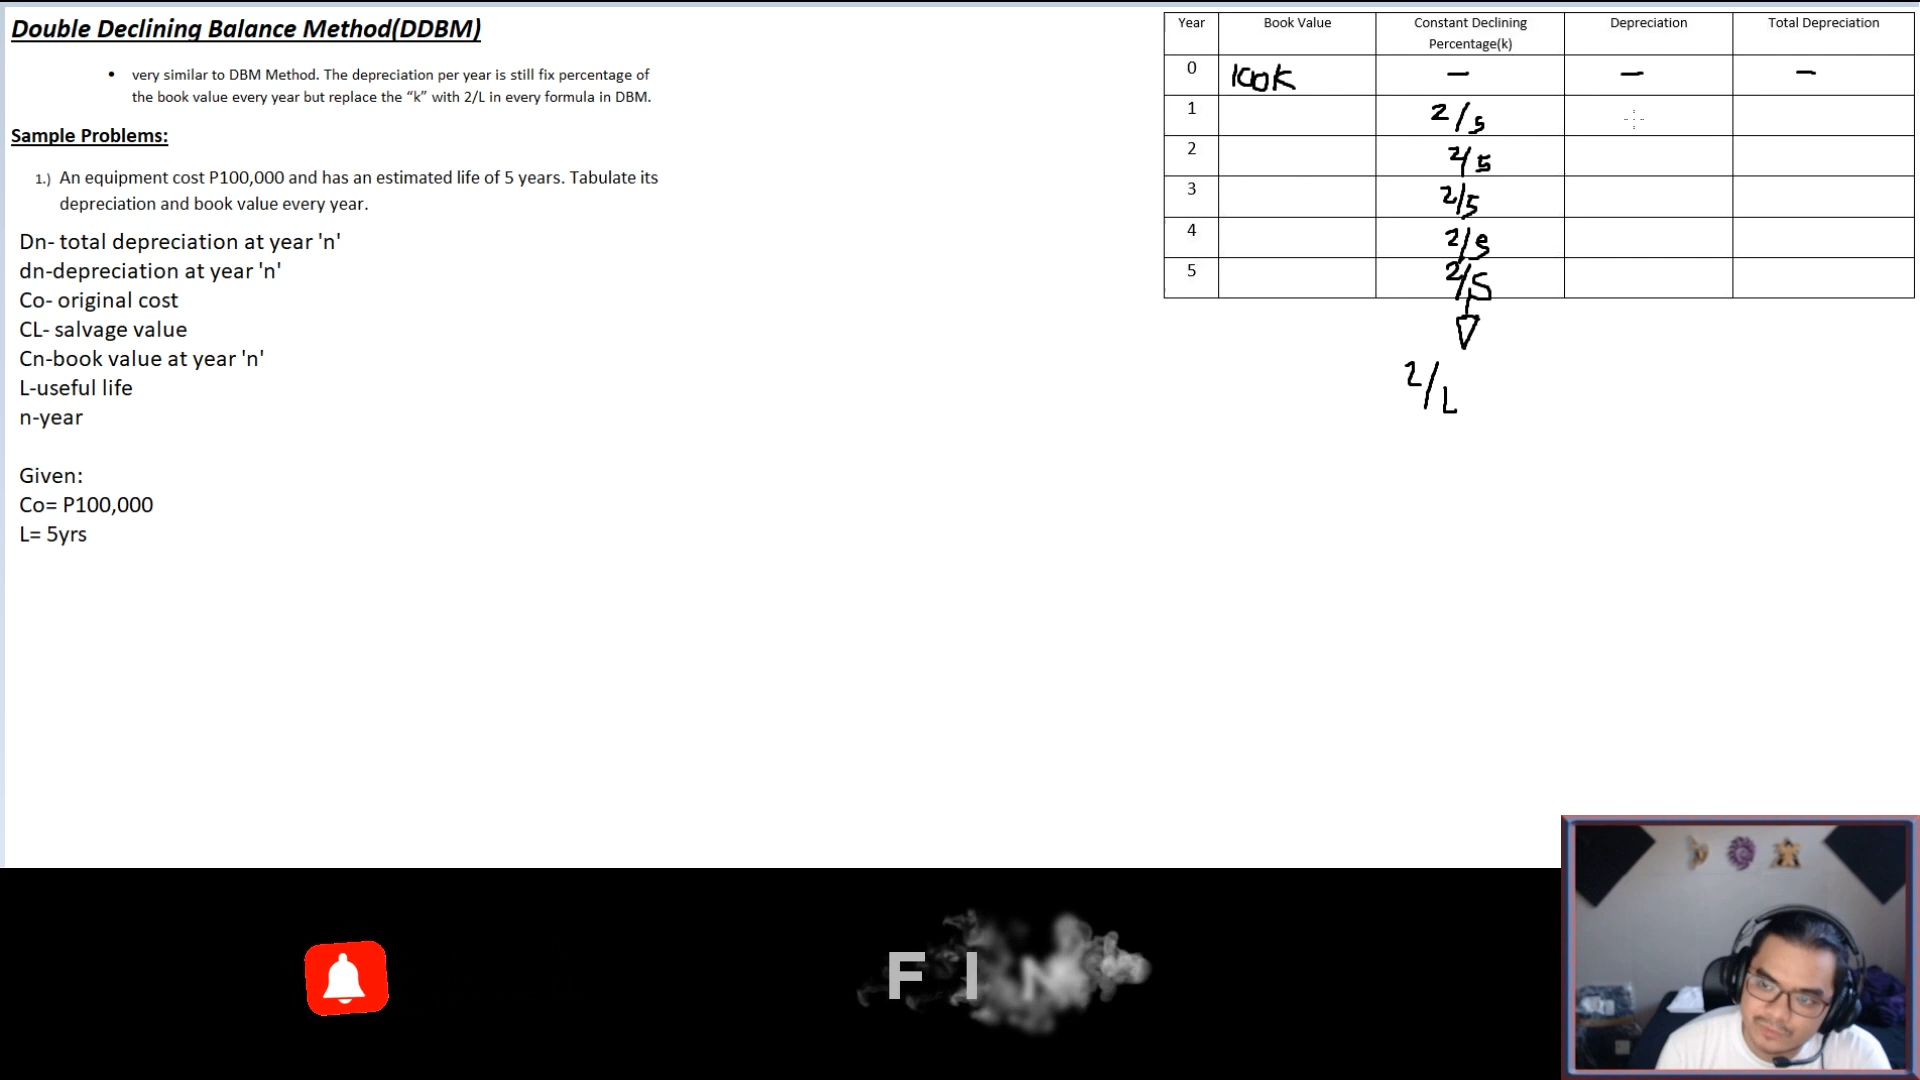 Double Declining Balance Method(DDBM)
• very similar to DBM Method. The depreciation per year is still fix percentage of
the book value every year but replace the “k” with 2/L in every formula in DBM.
Sample Problems:
1.) An equipment cost P100,000 and has an estimated life of 5 years. Tabulate its
depreciation and book value every year.
Dn- total depreciation at year 'n'
dn-depreciation at year 'n'
Co- original cost
CL- salvage value
Cn-book value at year 'n'
L-useful life
n-year
Given:
Co= P100,000
L= 5yrs
Year Book Value Constant Declining Percentage(k) Depreciation Total Depreciation
0 100K — — —
1 2/5
2 2/5
3 2/5
4 2/5
5 2/5
2/L
F I N